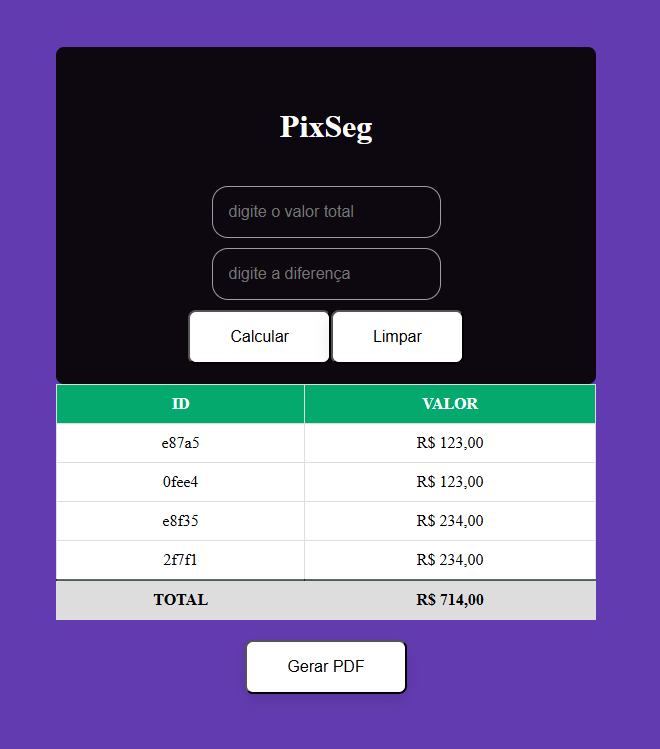 PixSeg
digite o valor total
digite a diferença
Calcular Limpar
ID VALOR
e87a5 R$ 123,00
0fee4 R$ 123,00
e8f35 R$ 234,00
2f7f1 R$ 234,00
TOTAL R$ 714,00
Gerar PDF